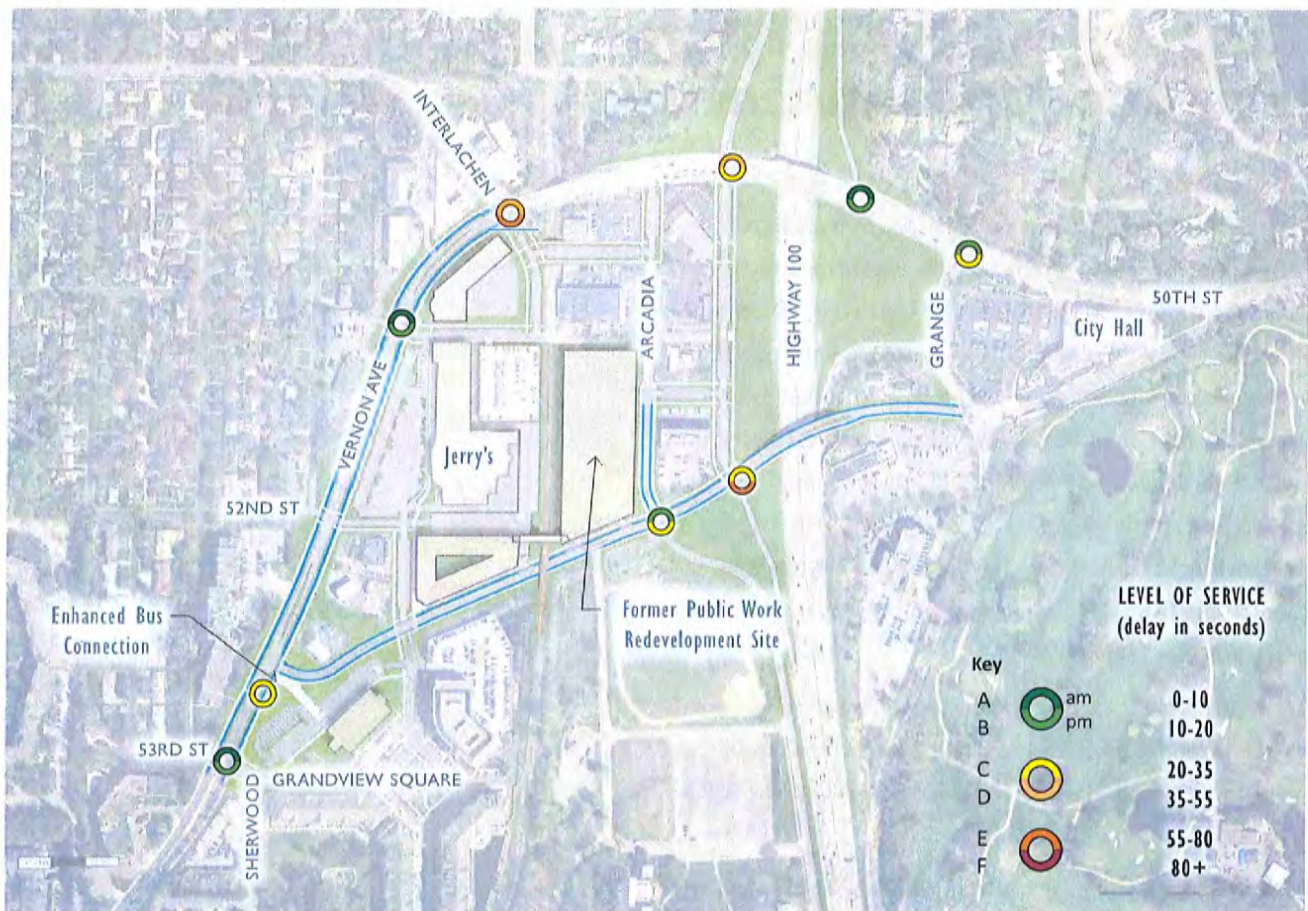 INTERLACHEN
ARCADIA
HIGHWAY 100
GRANGE
50TH ST
City Hall
VERNON AVE
Jerry's
52ND ST
Enhanced Bus
Connection
Former Public Work
Redevelopment Site
53RD ST
SHERWOOD
GRANDVIEW SQUARE
LEVEL OF SERVICE
(delay in seconds)
Key
A am 0-10
B pm 10-20
C 20-35
D 35-55
E 55-80
F 80+